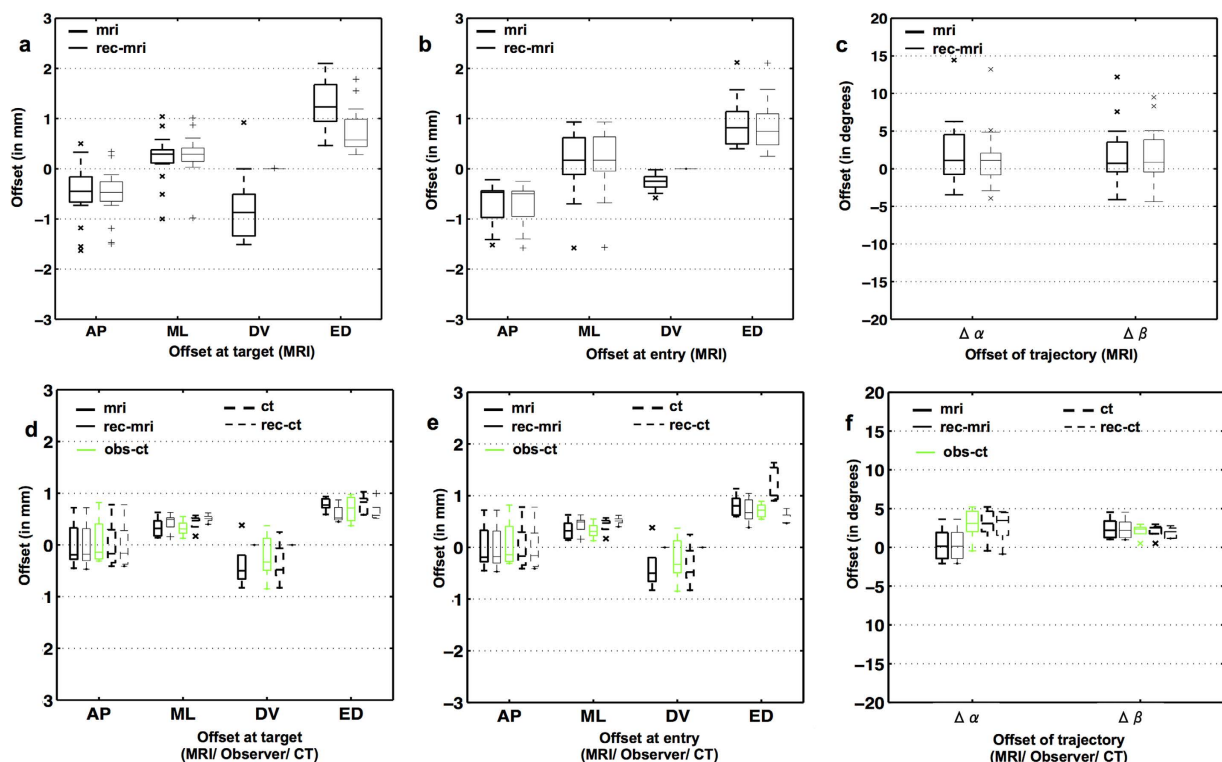 a
mri
rec-mri
Offset (in mm)
3
2
1
0
−1
−2
−3
AP
ML
DV
ED
Offset at target (MRI)
b
mri
rec-mri
Offset (in mm)
3
2
1
0
−1
−2
−3
AP
ML
DV
ED
Offset at entry (MRI)
c
mri
rec-mri
Offset (in degrees)
20
15
10
5
0
−5
−10
−15
−20
Δ α
Δ β
Offset of trajectory (MRI)
d
mri
rec-mri
obs-ct
ct
rec-ct
Offset (in mm)
3
2
1
0
1
2
3
AP
ML
DV
ED
Offset at target
(MRI/ Observer/ CT)
e
mri
rec-mri
obs-ct
ct
rec-ct
Offset (in mm)
3
2
1
0
−1
−2
−3
AP
ML
DV
ED
Offset at entry
(MRI/ Observer/ CT)
f
mri
rec-mri
obs-ct
ct
rec-ct
Offset (in degrees)
20
15
10
5
0
−5
−10
−15
−20
Δ α
Δ β
Offset of trajectory
(MRI/ Observer/ CT)